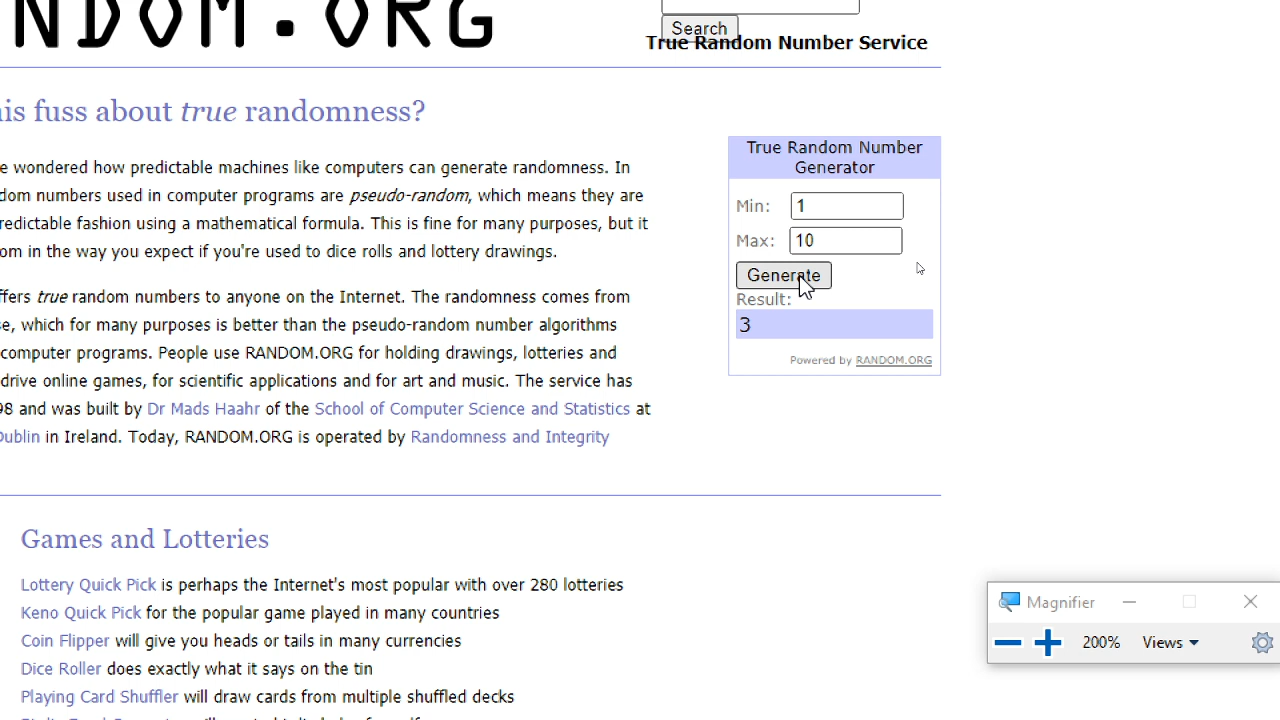 NDOM.ORG
Search
True Random Number Service
his fuss about true randomness?
e wondered how predictable machines like computers can generate randomness. In
dom numbers used in computer programs are pseudo-random, which means they are
redictable fashion using a mathematical formula. This is fine for many purposes, but it
om in the way you expect if you're used to dice rolls and lottery drawings.
ffers true random numbers to anyone on the Internet. The randomness comes from
se, which for many purposes is better than the pseudo-random number algorithms
computer programs. People use RANDOM.ORG for holding drawings, lotteries and
drive online games, for scientific applications and for art and music. The service has
98 and was built by Dr Mads Haahr of the School of Computer Science and Statistics at
Dublin in Ireland. Today, RANDOM.ORG is operated by Randomness and Integrity
True Random Number
Generator
Min: 1
Max: 10
Generate
Result:
3
Powered by RANDOM.ORG
Games and Lotteries
Lottery Quick Pick is perhaps the Internet's most popular with over 280 lotteries
Keno Quick Pick for the popular game played in many countries
Coin Flipper will give you heads or tails in many currencies
Dice Roller does exactly what it says on the tin
Playing Card Shuffler will draw cards from multiple shuffled decks
Magnifier
200% Views